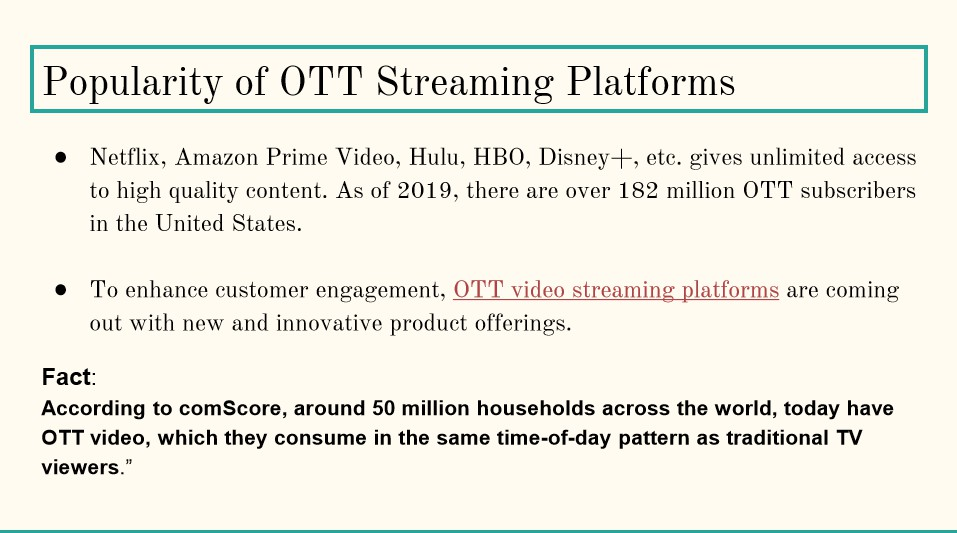 Popularity of OTT Streaming Platforms
● Netflix, Amazon Prime Video, Hulu, HBO, Disney+, etc. gives unlimited access
to high quality content. As of 2019, there are over 182 million OTT subscribers
in the United States.
● To enhance customer engagement, OTT video streaming platforms are coming
out with new and innovative product offerings.
Fact:
According to comScore, around 50 million households across the world, today have
OTT video, which they consume in the same time-of-day pattern as traditional TV
viewers.”